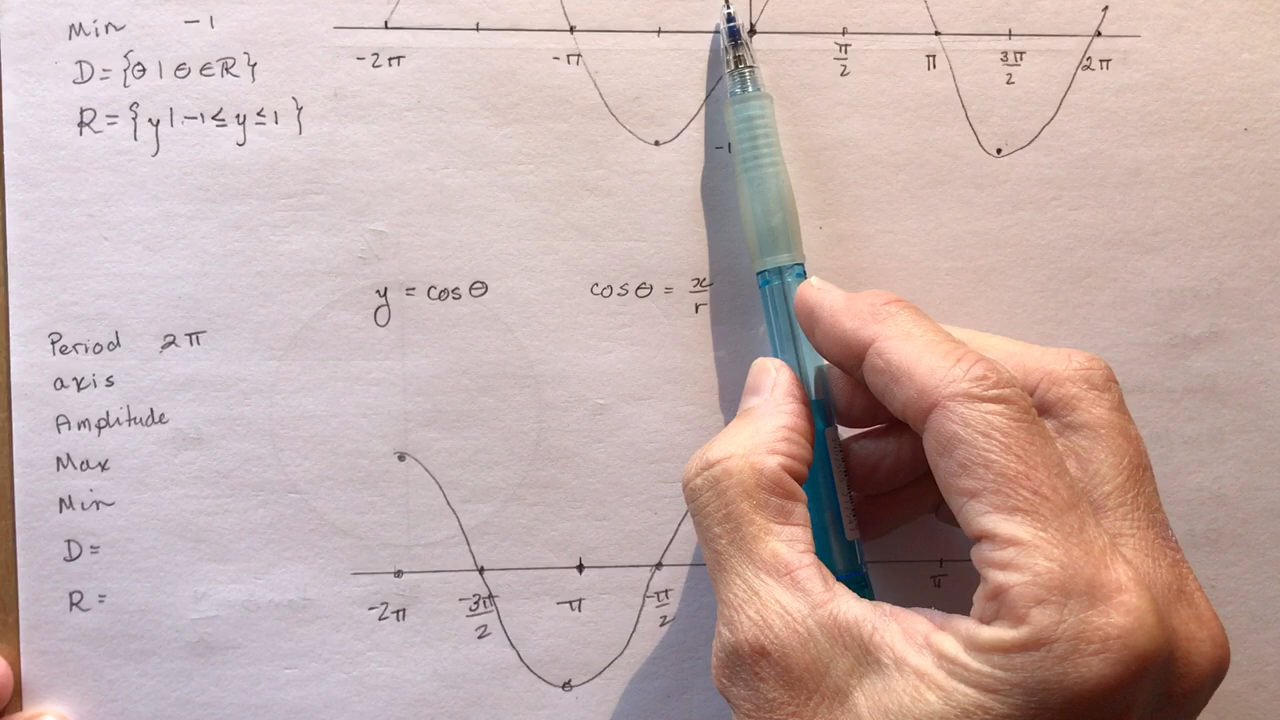 Min -1
D = {θ | θ ∈ R}
R = {y | -1 ≤ y ≤ 1}
-2π -π π/2 π 3π/2 2π
-1
y = cos θ cos θ = x/r
Period 2π
axis
Amplitude
Max
Min
D =
R =
-2π -3π/2 -π -π/2 π